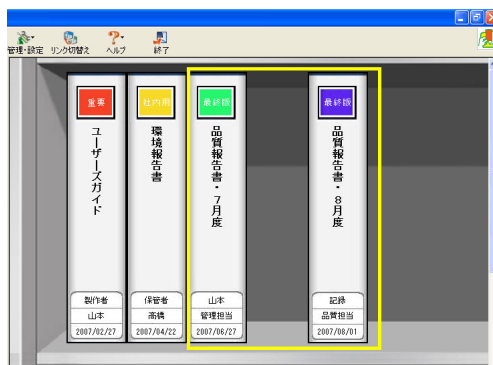 管理・設定 リンク切替え ヘルプ 終了
重要
ユーザーズガイド
製作者
山本
2007/02/27
社内用
環境報告書
保管者
高橋
2007/04/22
最終版
品質報告書・7月度
山本
管理担当
2007/06/27
最終版
品質報告書・8月度
記録
品質担当
2007/08/01